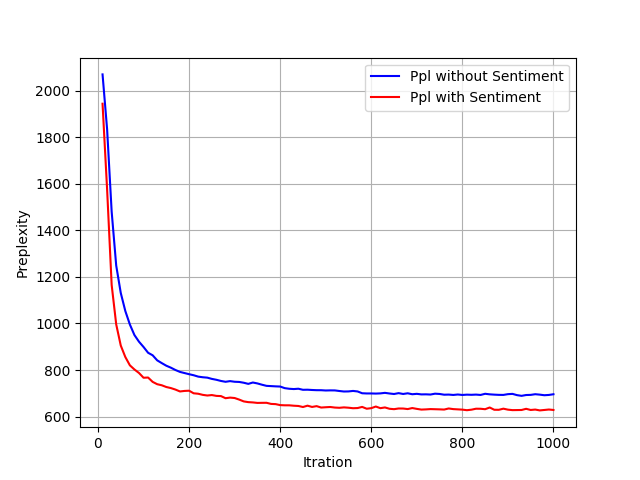 Ppl without Sentiment
Ppl with Sentiment
2000
1800
1600
1400
1200
1000
800
600
Preplexity
0 200 400 600 800 1000
Itration